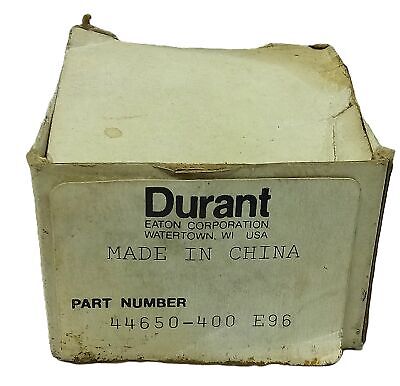 Durant
EATON CORPORATION
WATERTOWN, WI USA
MADE IN CHINA
PART NUMBER
44650-400 E96